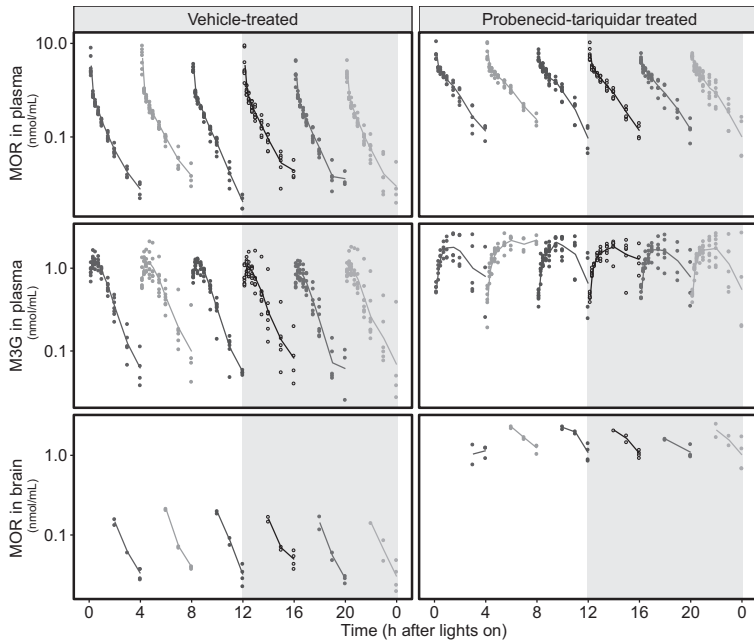 Vehicle-treated
Probenecid-tariquidar treated
MOR in plasma
(nmol/mL)
10.0
0.1
M3G in plasma
(nmol/mL)
1.0
0.1
MOR in brain
(nmol/mL)
1.0
0.1
0 4 8 12 16 20 0
0 4 8 12 16 20 0
Time (h after lights on)